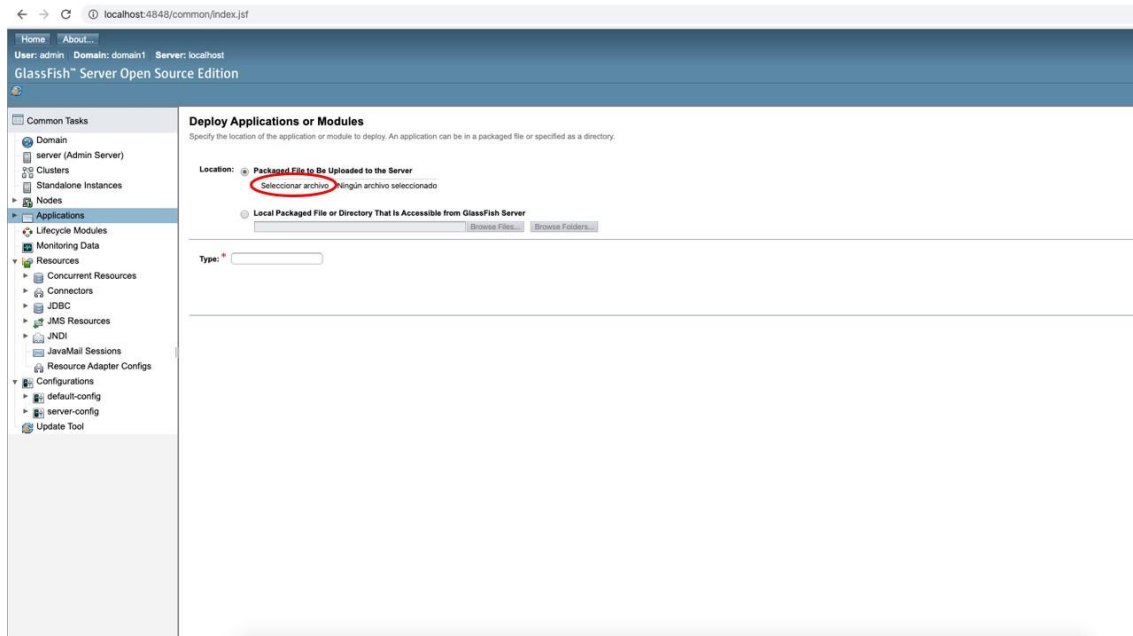 localhost:4848/common/index.jsf
Home About...
User: admin Domain: domain1 Server: localhost
GlassFish™ Server Open Source Edition
Common Tasks
Domain
server (Admin Server)
Clusters
Standalone Instances
Nodes
Applications
Lifecycle Modules
Monitoring Data
Resources
Concurrent Resources
Connectors
JDBC
JMS Resources
JNDI
JavaMail Sessions
Resource Adapter Configs
Configurations
default-config
server-config
Update Tool
Deploy Applications or Modules
Specify the location of the application or module to deploy. An application can be in a packaged file or specified as a directory.
Location: Packaged File to Be Uploaded to the Server
Seleccionar archivo Ningún archivo seleccionado
Local Packaged File or Directory That Is Accessible from GlassFish Server
Browse Files... Browse Folders...
Type: *